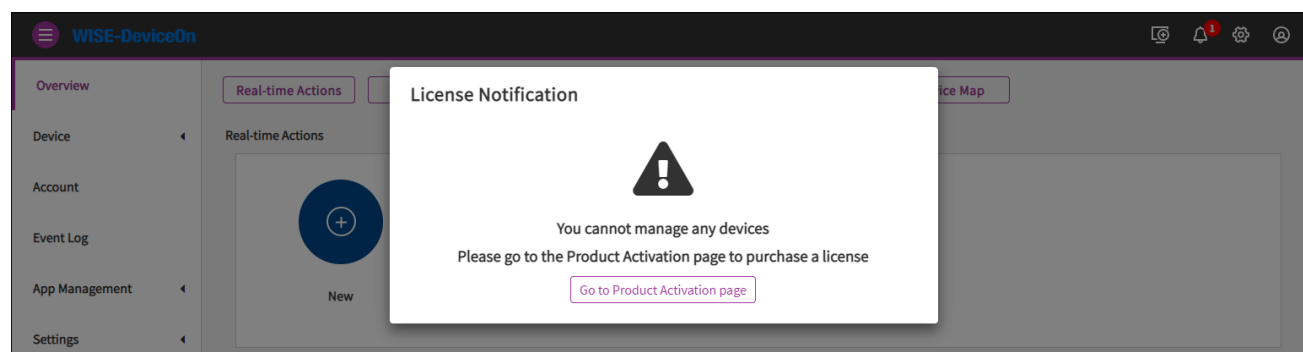 WISE-DeviceOn
1
Overview
Device
Account
Event Log
App Management
Settings
Real-time Actions
ice Map
Real-time Actions
New
License Notification
You cannot manage any devices
Please go to the Product Activation page to purchase a license
Go to Product Activation page